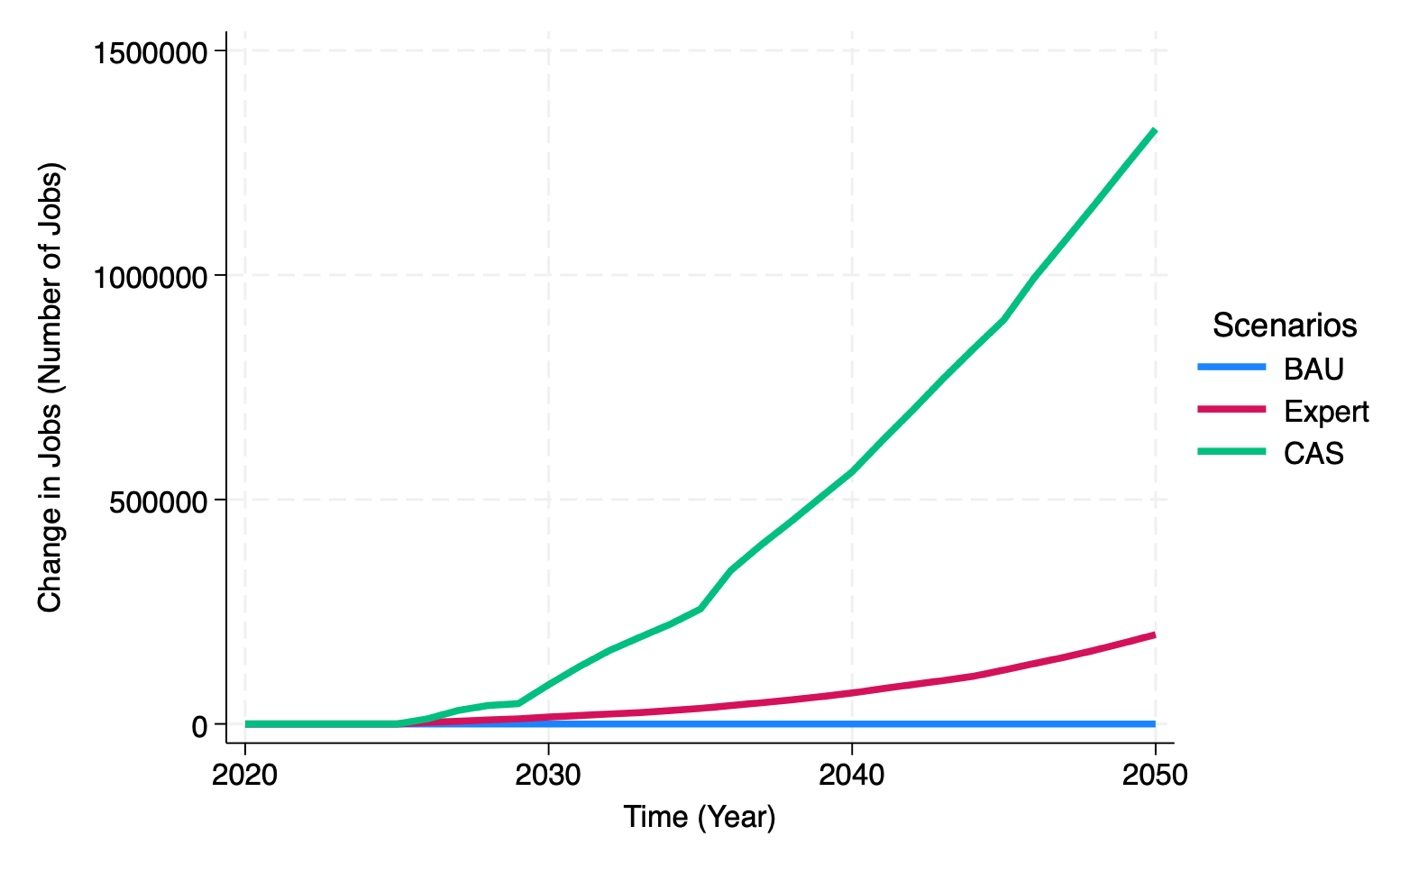 Change in Jobs (Number of Jobs)
1500000
1000000
500000
0
2020
2030
2040
2050
Time (Year)
Scenarios
BAU
Expert
CAS